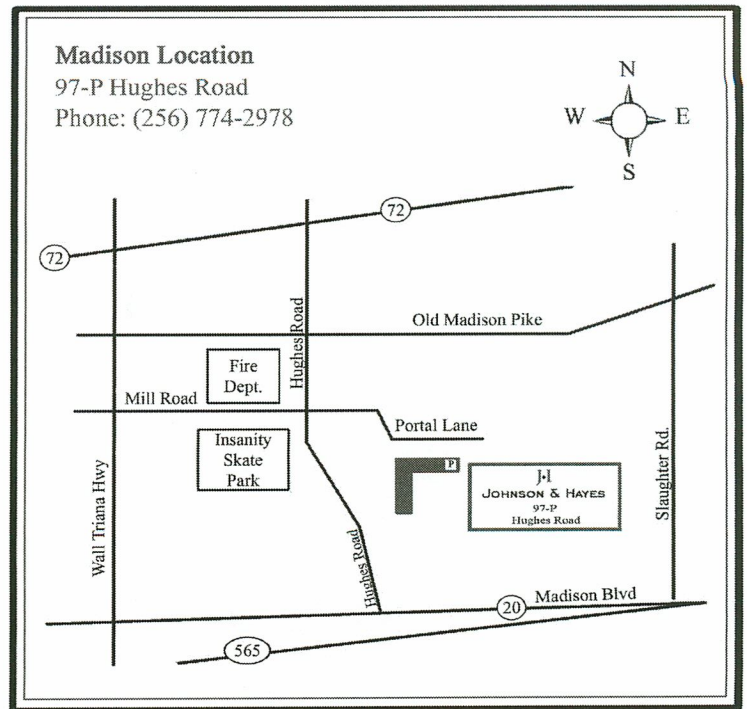 Madison Location
97-P Hughes Road
Phone: (256) 774-2978
N
W
E
S
72
72
Hughes Road
Old Madison Pike
Fire
Dept.
Mill Road
Portal Lane
Insanity
Skate
Park
Wall Triana Hwy
Slaughter Rd.
P
J·I
JOHNSON & HAYES
97-P
Hughes Road
Hughes Road
Madison Blvd
20
565